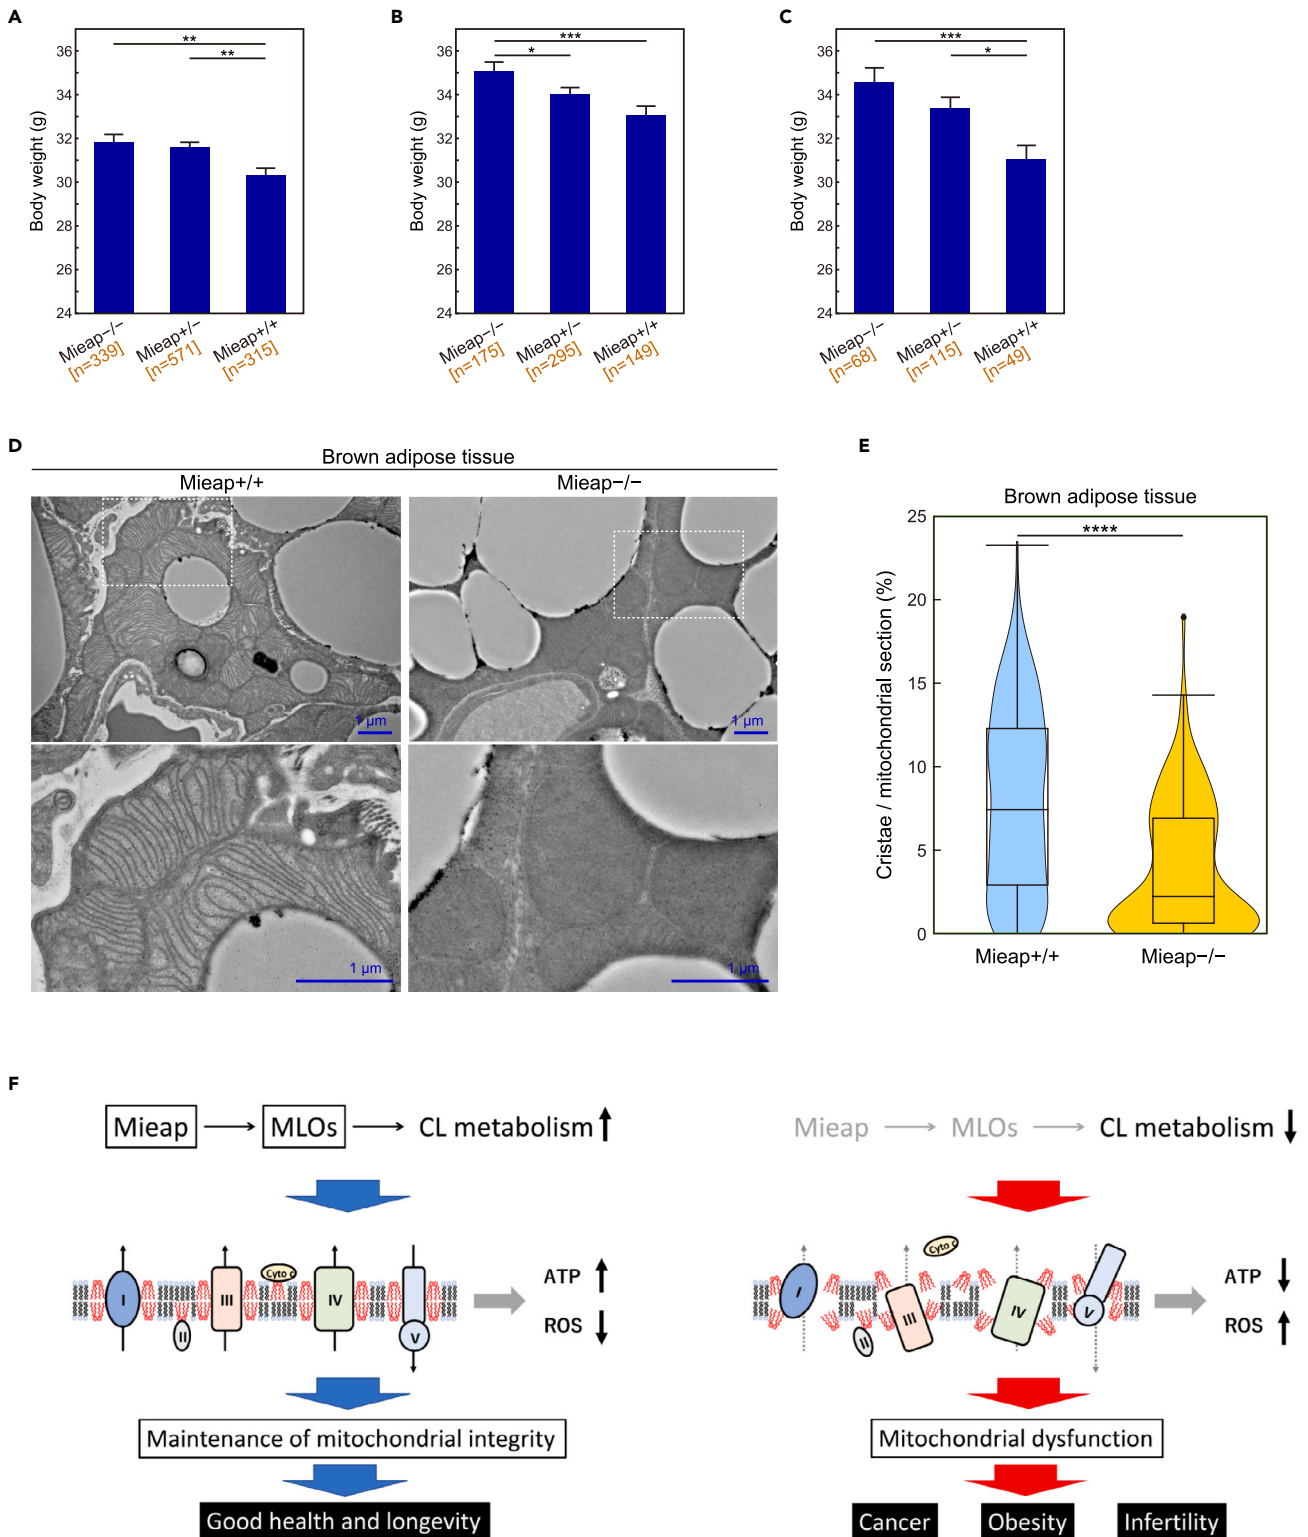 A
B
C
36
34
32
30
28
26
24
Body weight (g)
**
**
Mieap−/−
[n=339]
Mieap+/−
[n=571]
Mieap+/+
[n=315]
36
34
32
30
28
26
24
Body weight (g)
***
*
Mieap−/−
[n=175]
Mieap+/−
[n=295]
Mieap+/+
[n=149]
36
34
32
30
28
26
24
Body weight (g)
***
*
Mieap−/−
[n=68]
Mieap+/−
[n=115]
Mieap+/+
[n=49]
D
Brown adipose tissue
Mieap+/+
Mieap−/−
1 µm
1 µm
1 µm
1 µm
E
Brown adipose tissue
25
20
15
10
5
0
Cristae / mitochondrial section (%)
****
Mieap+/+
Mieap−/−
F
Mieap
MLOs
CL metabolism
I
II
III
Cyto c
IV
V
ATP
ROS
Maintenance of mitochondrial integrity
Good health and longevity
Mieap
MLOs
CL metabolism
I
II
III
Cyto c
IV
V
ATP
ROS
Mitochondrial dysfunction
Cancer
Obesity
Infertility